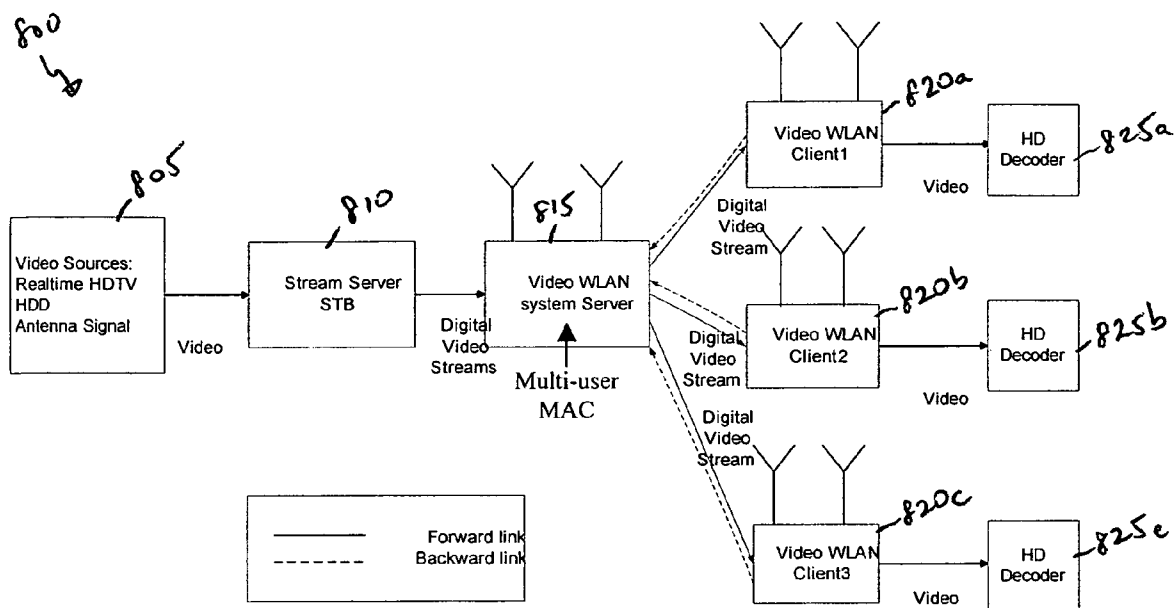 800
805
Video Sources:
Realtime HDTV
HDD
Antenna Signal
Video
810
Stream Server
STB
Digital
Video
Streams
815
Video WLAN
system Server
Multi-user
MAC
820a
Video WLAN
Client1
Digital
Video
Stream
Video
825a
HD
Decoder
820b
Video WLAN
Client2
Digital
Video
Stream
Video
825b
HD
Decoder
820c
Video WLAN
Client3
Digital
Video
Stream
Video
825c
HD
Decoder
Forward link
Backward link